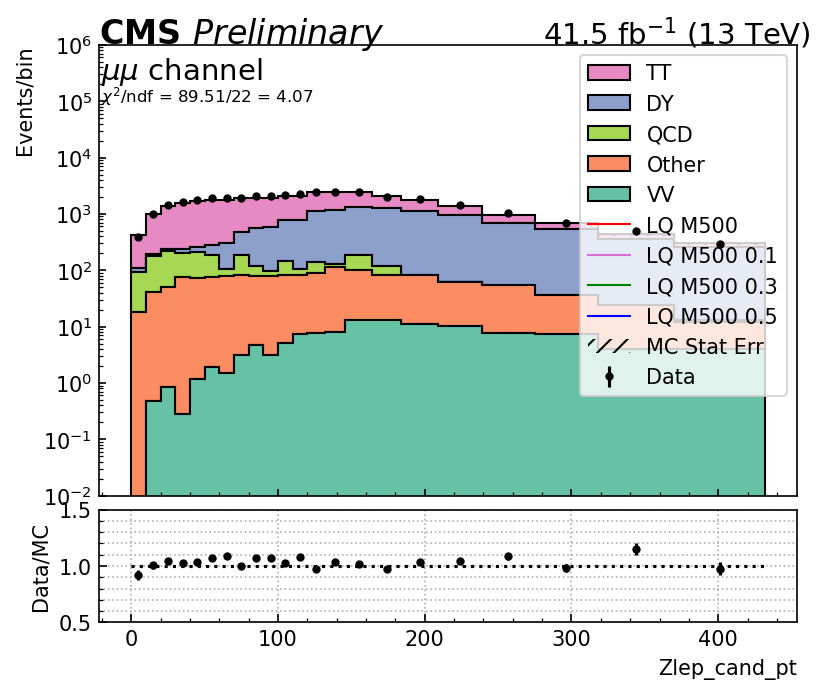 CMS Preliminary 41.5 fb⁻¹ (13 TeV)
Events/bin
μμ channel
χ²/ndf = 89.51/22 = 4.07
10⁶
10⁵
10⁴
10³
10²
10¹
10⁰
10⁻¹
10⁻²
TT
DY
QCD
Other
VV
LQ M500
LQ M500 0.1
LQ M500 0.3
LQ M500 0.5
MC Stat Err
Data
Data/MC
1.5
1.0
0.5
0 100 200 300 400
Zlep_cand_pt